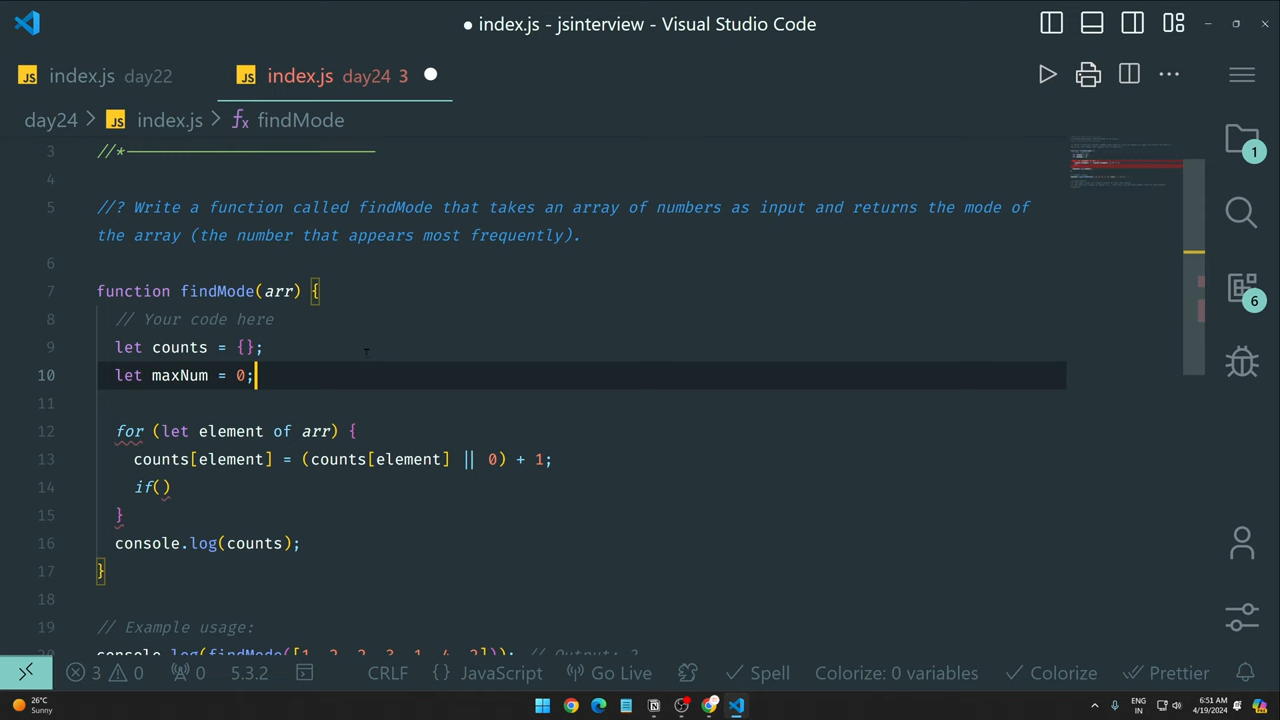 index.js - jsinterview - Visual Studio Code
JS index.js day22
JS index.js day24 3
day24 > JS index.js > findMode
3 //*---------------------------
4
5 //? Write a function called findMode that takes an array of numbers as input and returns the mode of
the array (the number that appears most frequently).
6
7 function findMode(arr) {
8 // Your code here
9 let counts = {};
10 let maxNum = 0;
11
12 for (let element of arr) {
13 counts[element] = (counts[element] || 0) + 1;
14 if()
15 }
16 console.log(counts);
17 }
18
19 // Example usage:
console.log(findMode([1, 2, 2, 3, 1, 4, 2])); // Output: 2
1
6
3 0 0 5.3.2 CRLF {} JavaScript Go Live Spell Colorize: 0 variables Colorize Prettier
26°C
Sunny
ENG
IN
6:51 AM
4/19/2024